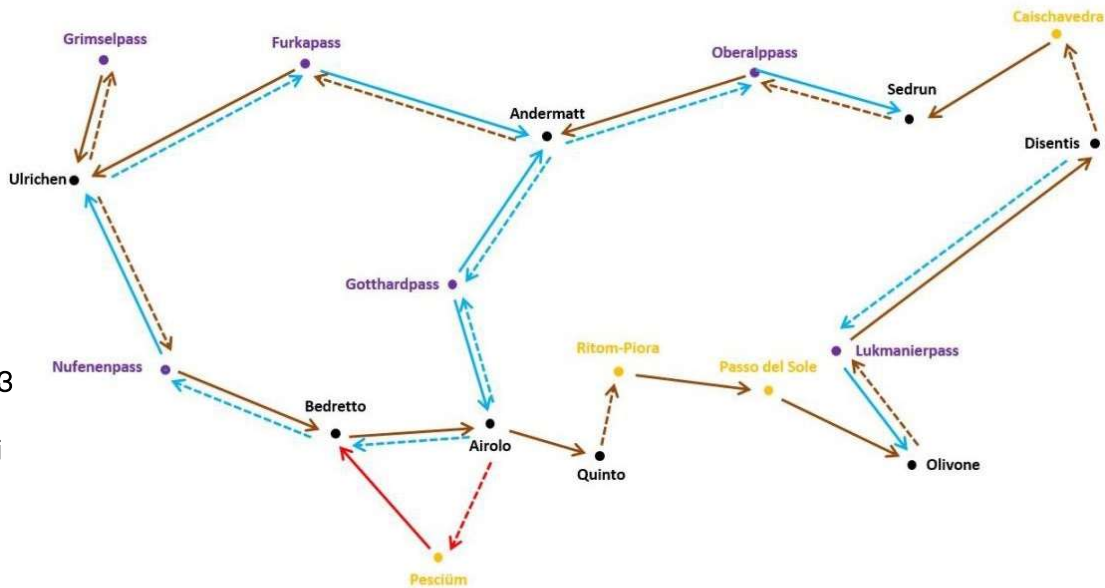 Caischavedra
Grimselpass
Furkapass
Oberalppass
Sedrun
Andermatt
Disentis
Ulrichen
Gotthardpass
Ritom-Piora
Lukmanierpass
Passo del Sole
Nufenenpass
3
Bedretto
Airolo
i
Olivone
Quinto
Pesciüm